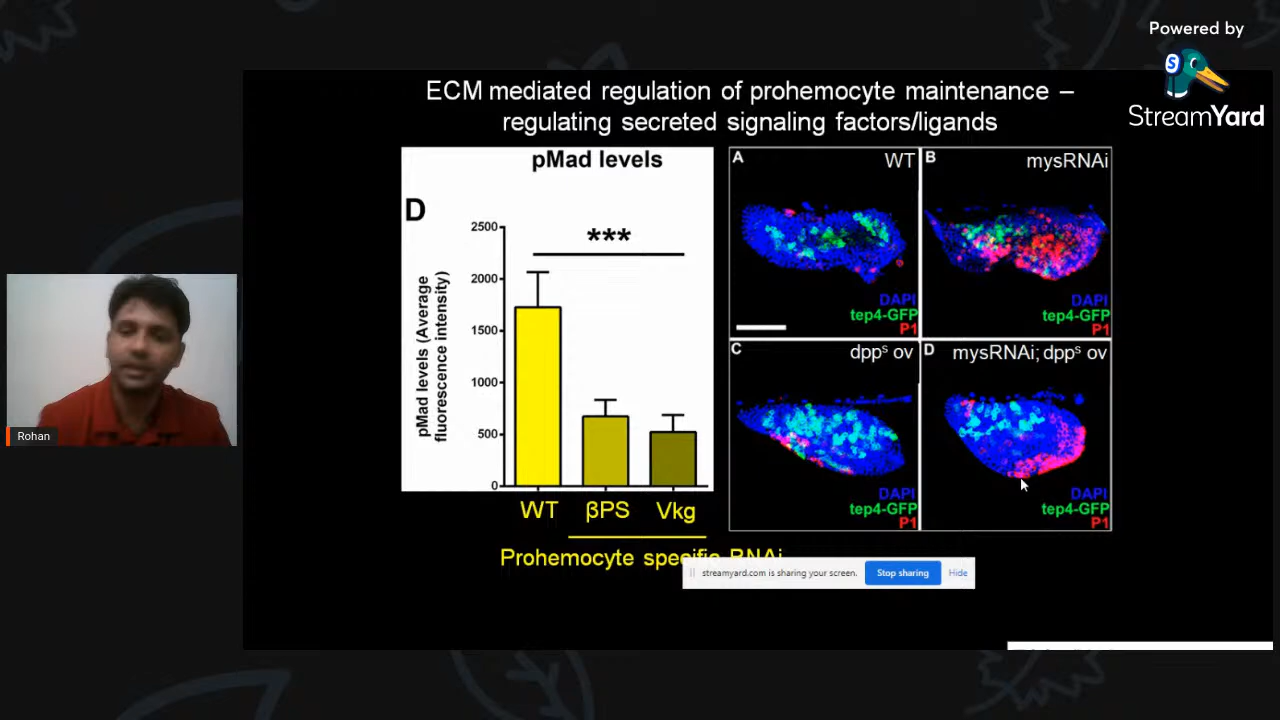 Powered by
StreamYard
ECM mediated regulation of prohemocyte maintenance –
regulating secreted signaling factors/ligands
pMad levels
D
***
pMad levels (Average
fluorescence intensity)
2500
2000
1500
1000
500
0
WT
βPS
Vkg
Prohemocyte specific RNAi
A
WT
DAPI
tep4-GFP
P1
B
mysRNAi
DAPI
tep4-GFP
P1
C
dppˢ ov
DAPI
tep4-GFP
P1
D
mysRNAi; dppˢ ov
DAPI
tep4-GFP
P1
streamyard.com is sharing your screen.
Stop sharing
Hide
Rohan